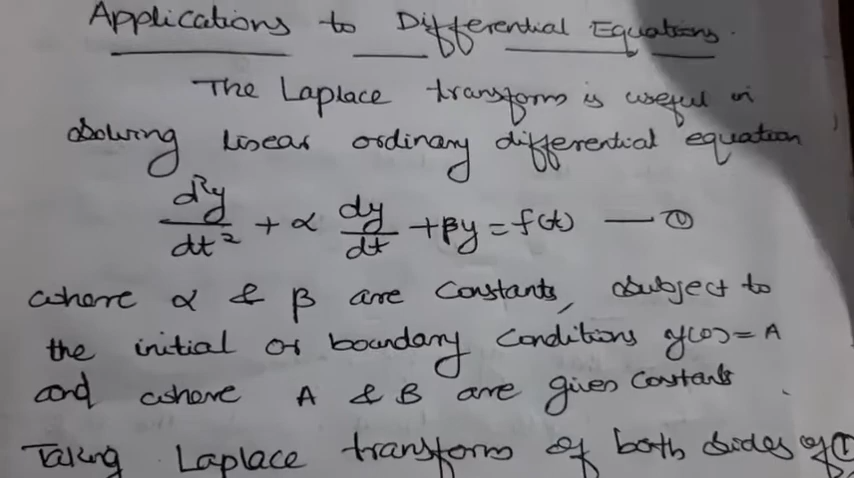 Applications to Differential Equations.
The Laplace transform is useful in
solving linear ordinary differential equation
d²y/dt² + α dy/dt + βy = f(t) — ①
where α & β are constants, subject to
the initial or boundary conditions y(0) = A
and where A & B are given constants
Taking Laplace transform of both sides of ①